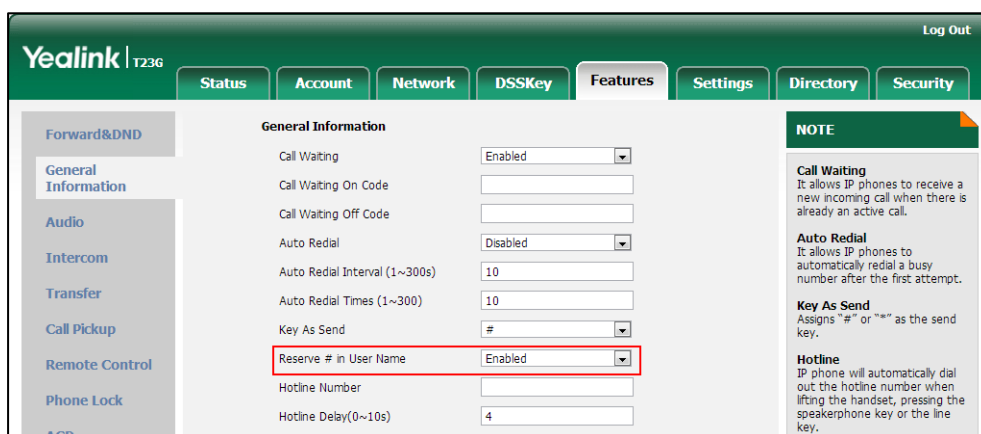 Log Out
Yealink T23G
Status Account Network DSSKey Features Settings Directory Security
Forward&DND
General
Information
Audio
Intercom
Transfer
Call Pickup
Remote Control
Phone Lock
General Information
Call Waiting Enabled
Call Waiting On Code
Call Waiting Off Code
Auto Redial Disabled
Auto Redial Interval (1~300s) 10
Auto Redial Times (1~300) 10
Key As Send #
Reserve # in User Name Enabled
Hotline Number
Hotline Delay(0~10s) 4
NOTE
Call Waiting
It allows IP phones to receive a
new incoming call when there is
already an active call.
Auto Redial
It allows IP phones to
automatically redial a busy
number after the first attempt.
Key As Send
Assigns "#" or "*" as the send
key.
Hotline
IP phone will automatically dial
out the hotline number when
lifting the handset, pressing the
speakerphone key or the line
key.